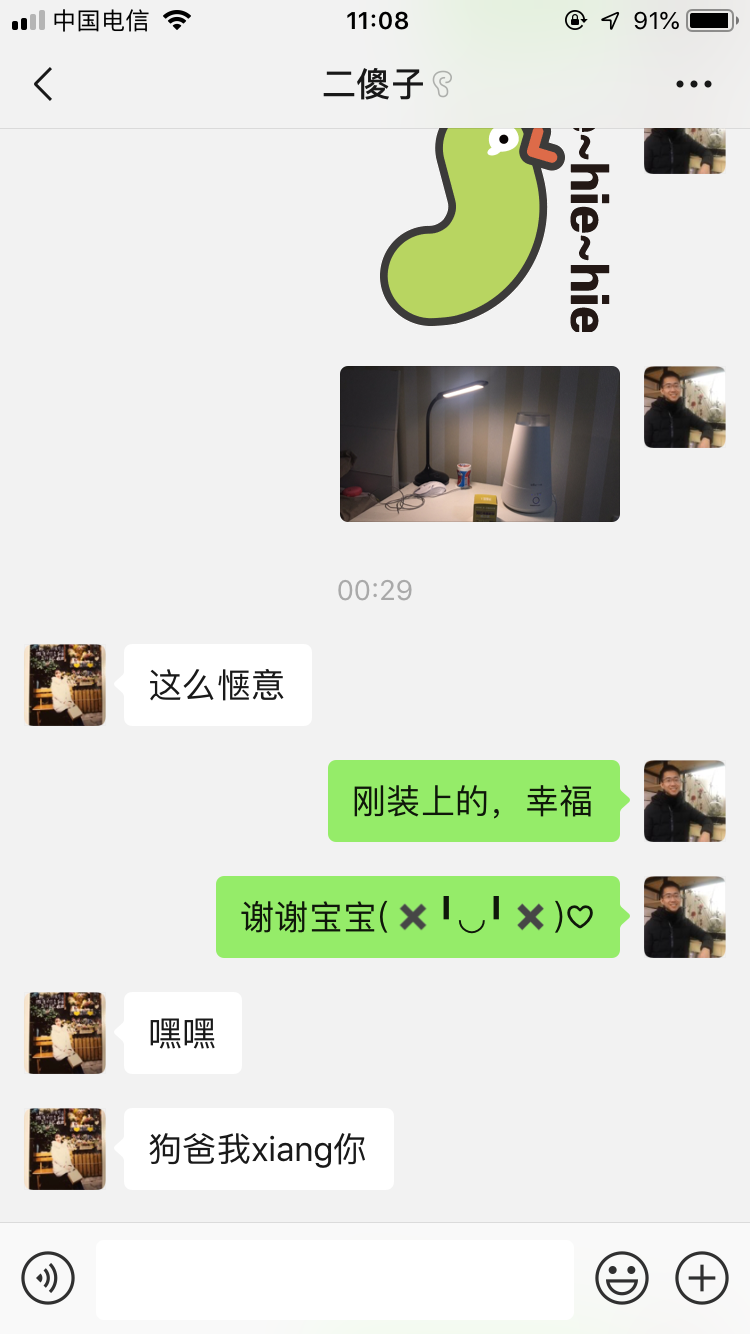 中国电信
11:08
91%
二傻子
~hie~hie
00:29
这么惬意
刚装上的，幸福
谢谢宝宝(✖╹◡╹✖)♡
嘿嘿
狗爸我xiang你